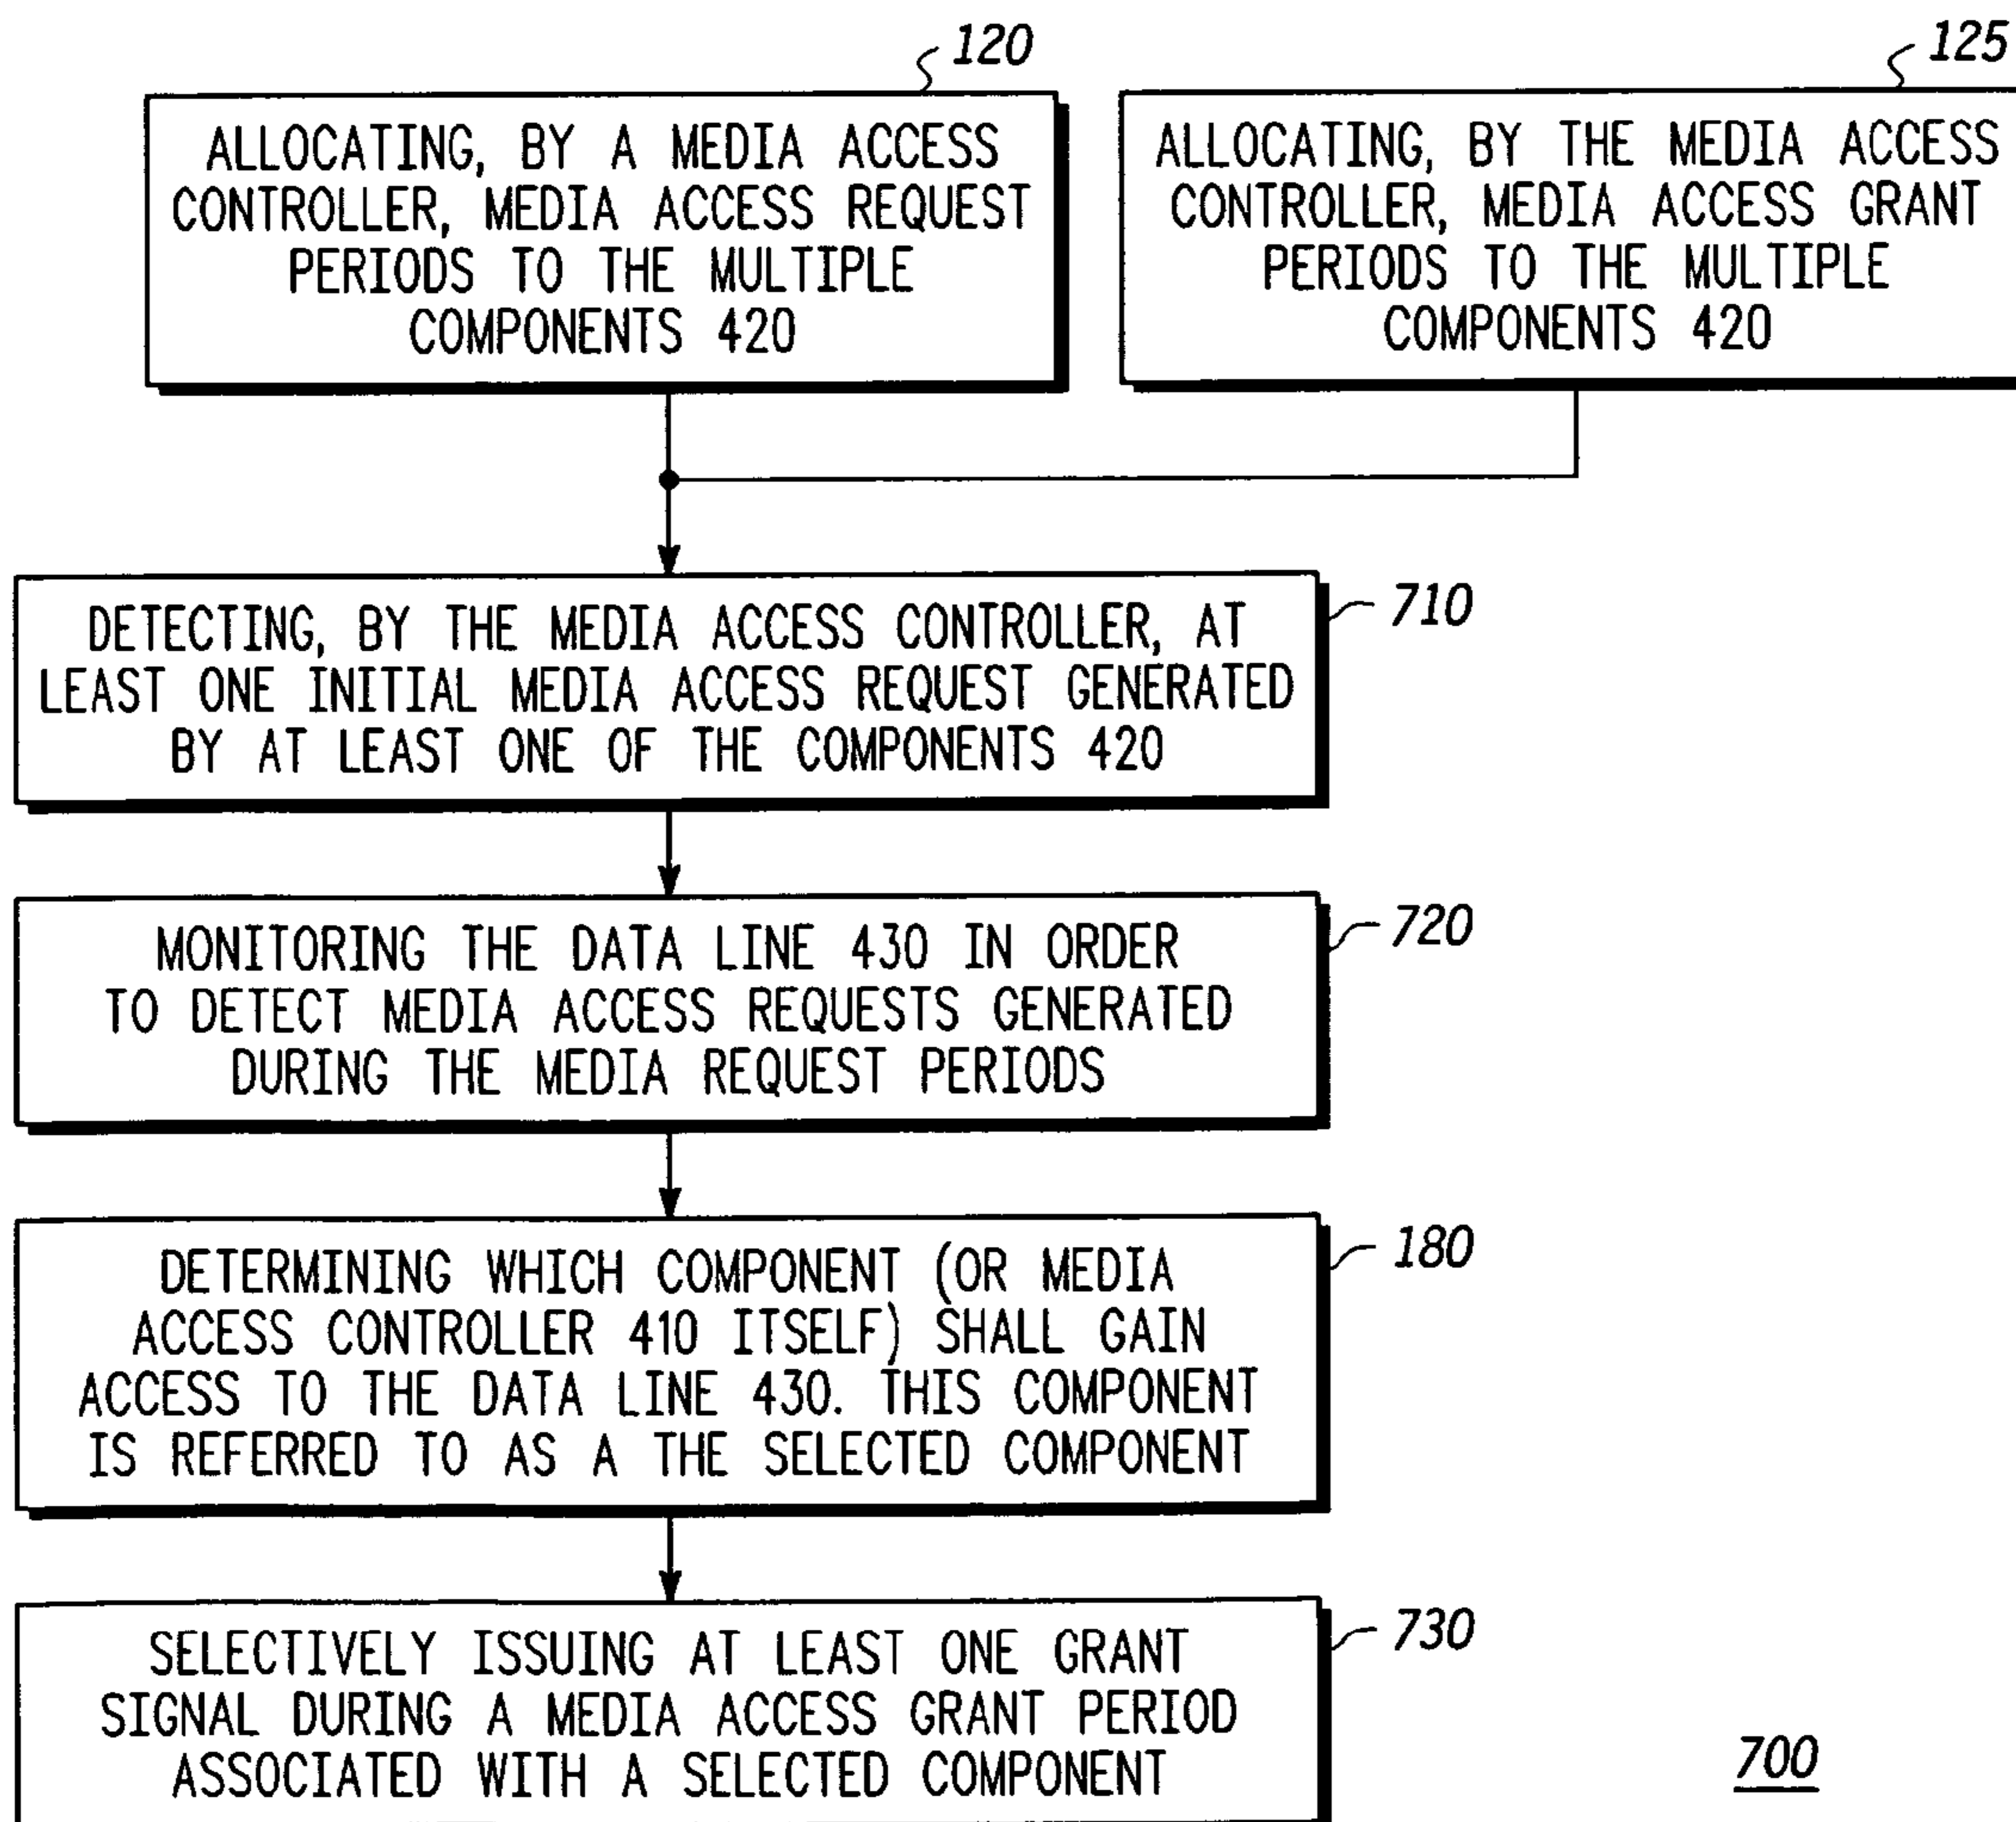 120
ALLOCATING, BY A MEDIA ACCESS
CONTROLLER, MEDIA ACCESS REQUEST
PERIODS TO THE MULTIPLE
COMPONENTS 420
125
ALLOCATING, BY THE MEDIA ACCESS
CONTROLLER, MEDIA ACCESS GRANT
PERIODS TO THE MULTIPLE
COMPONENTS 420
710
DETECTING, BY THE MEDIA ACCESS CONTROLLER, AT
LEAST ONE INITIAL MEDIA ACCESS REQUEST GENERATED
BY AT LEAST ONE OF THE COMPONENTS 420
720
MONITORING THE DATA LINE 430 IN ORDER
TO DETECT MEDIA ACCESS REQUESTS GENERATED
DURING THE MEDIA REQUEST PERIODS
180
DETERMINING WHICH COMPONENT (OR MEDIA
ACCESS CONTROLLER 410 ITSELF) SHALL GAIN
ACCESS TO THE DATA LINE 430. THIS COMPONENT
IS REFERRED TO AS A THE SELECTED COMPONENT
730
SELECTIVELY ISSUING AT LEAST ONE GRANT
SIGNAL DURING A MEDIA ACCESS GRANT PERIOD
ASSOCIATED WITH A SELECTED COMPONENT
700